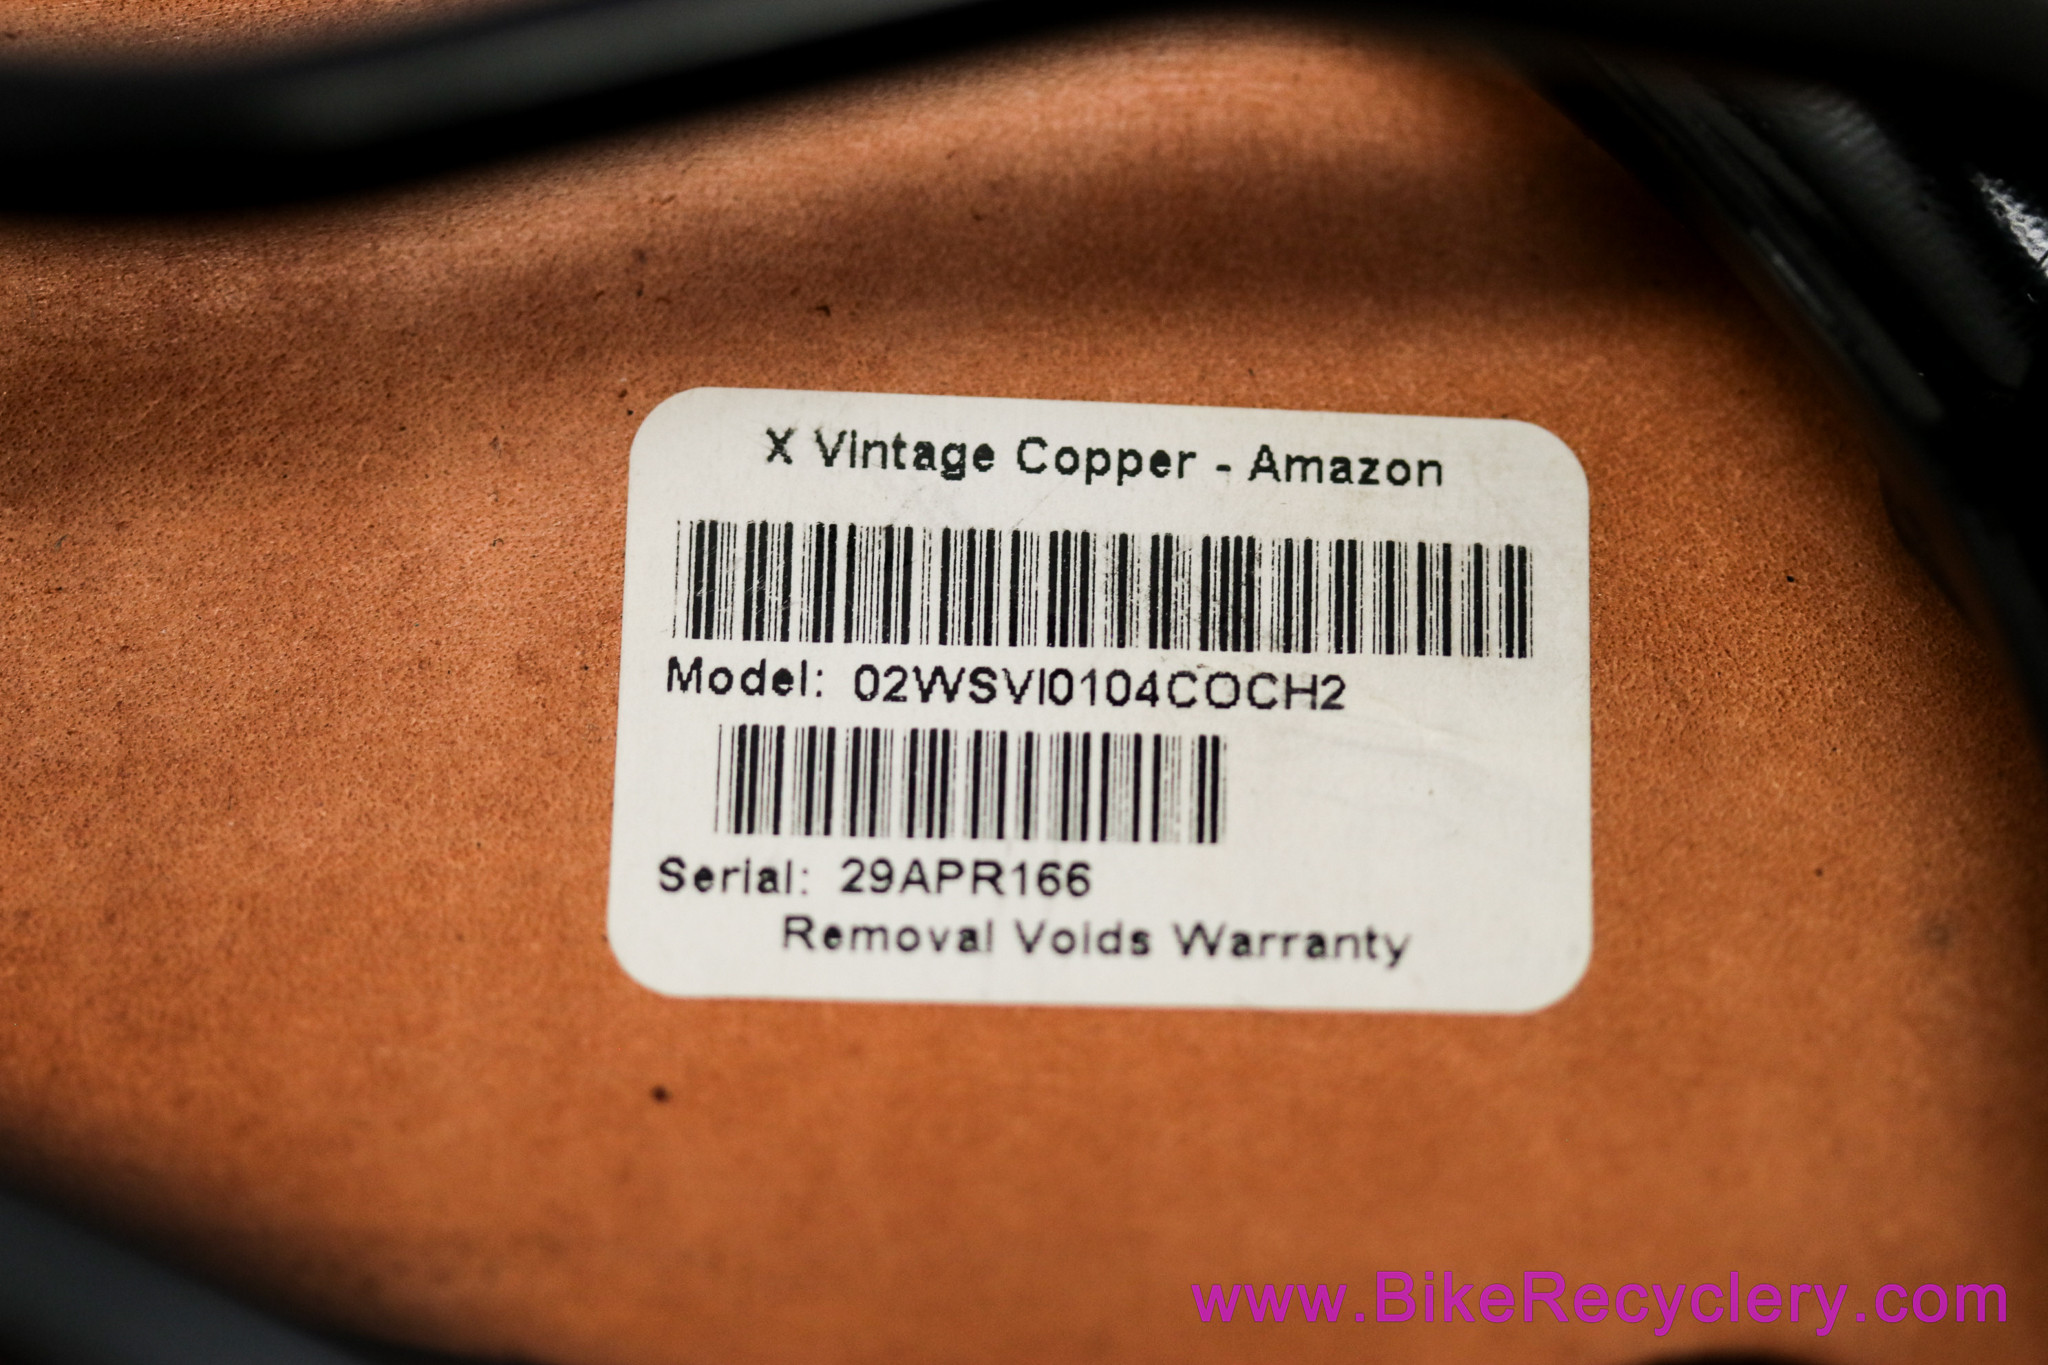 X Vintage Copper - Amazon
Model: 02WSVI0104COCH2
Serial: 29APR166
Removal Voids Warranty
www.BikeRecyclery.com